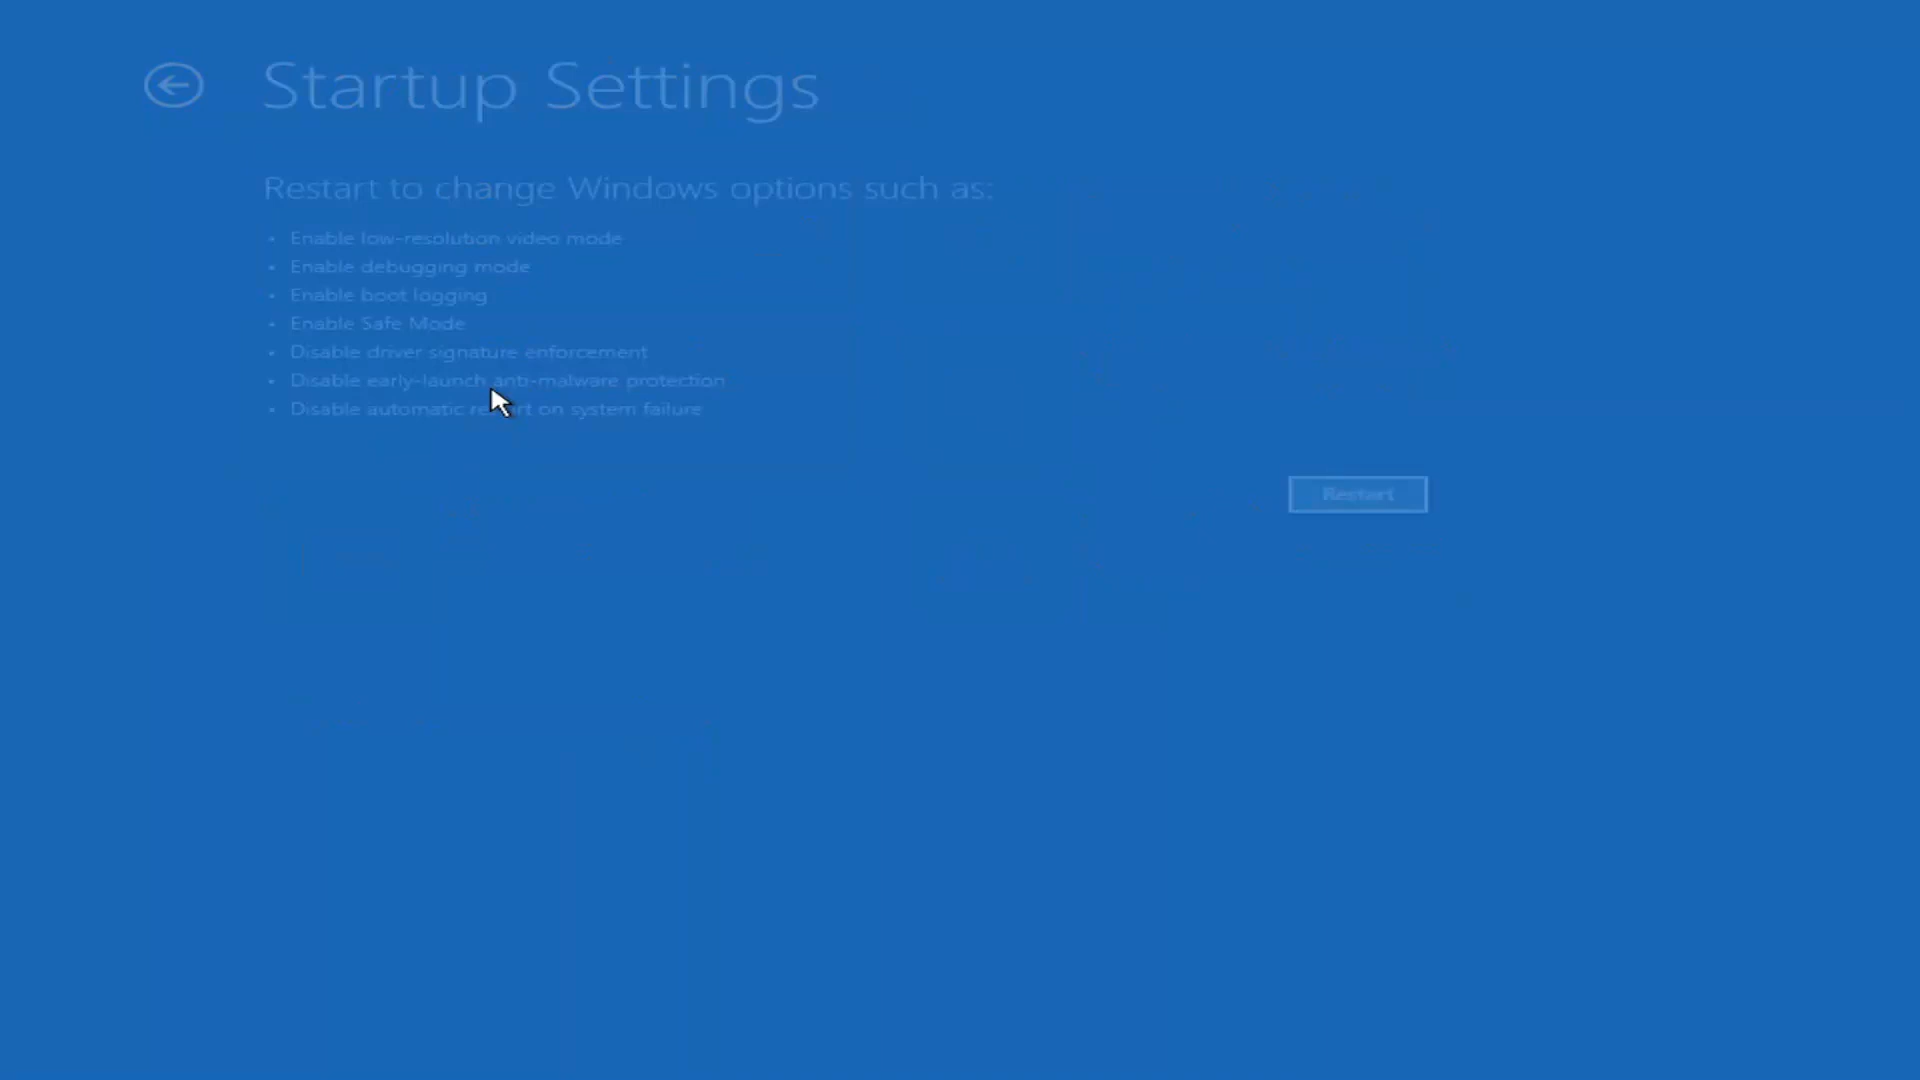 Startup Settings
Restart to change Windows options such as:
• Enable low-resolution video mode
• Enable debugging mode
• Enable boot logging
• Enable Safe Mode
• Disable driver signature enforcement
• Disable early-launch anti-malware protection
• Disable automatic restart on system failure
Restart